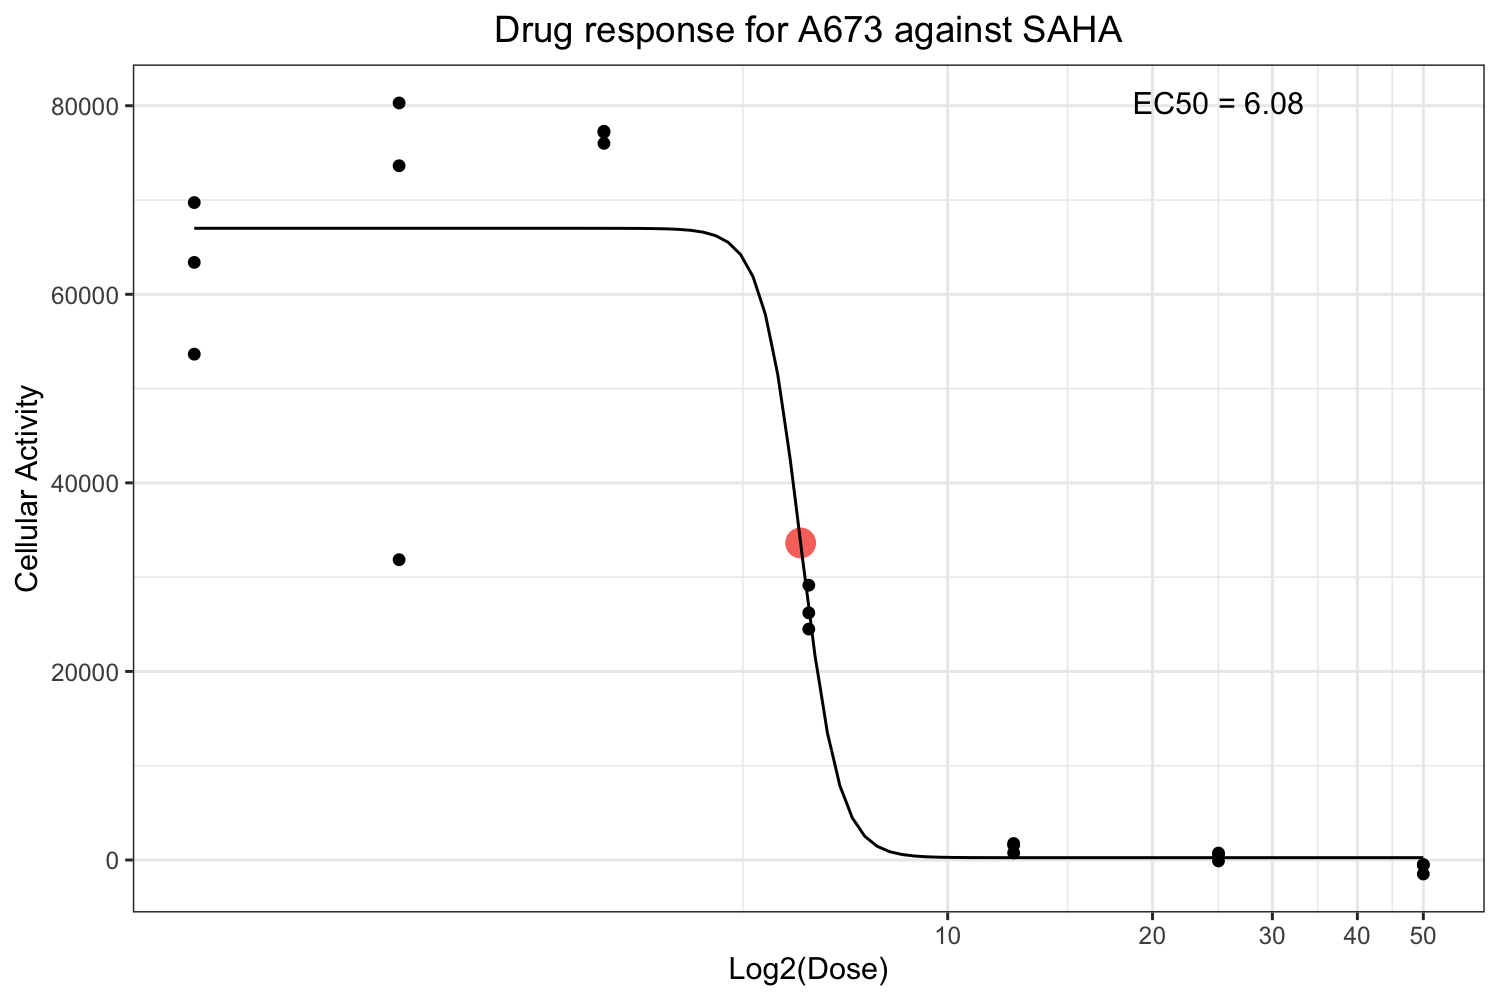 Drug response for A673 against SAHA
EC50 = 6.08
80000
60000
40000
20000
0
Cellular Activity
10 20 30 40 50
Log2(Dose)